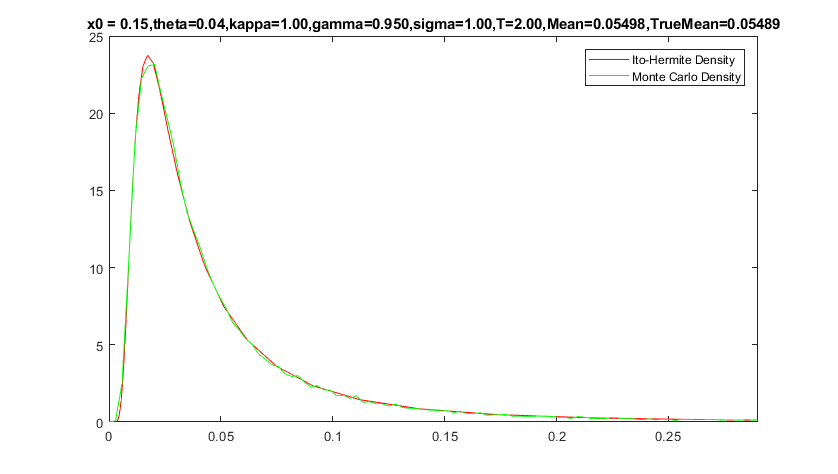 x0 = 0.15,theta=0.04,kappa=1.00,gamma=0.950,sigma=1.00,T=2.00,Mean=0.05498,TrueMean=0.05489
25
20
15
10
5
0
Ito-Hermite Density
Monte Carlo Density
0 0.05 0.1 0.15 0.2 0.25